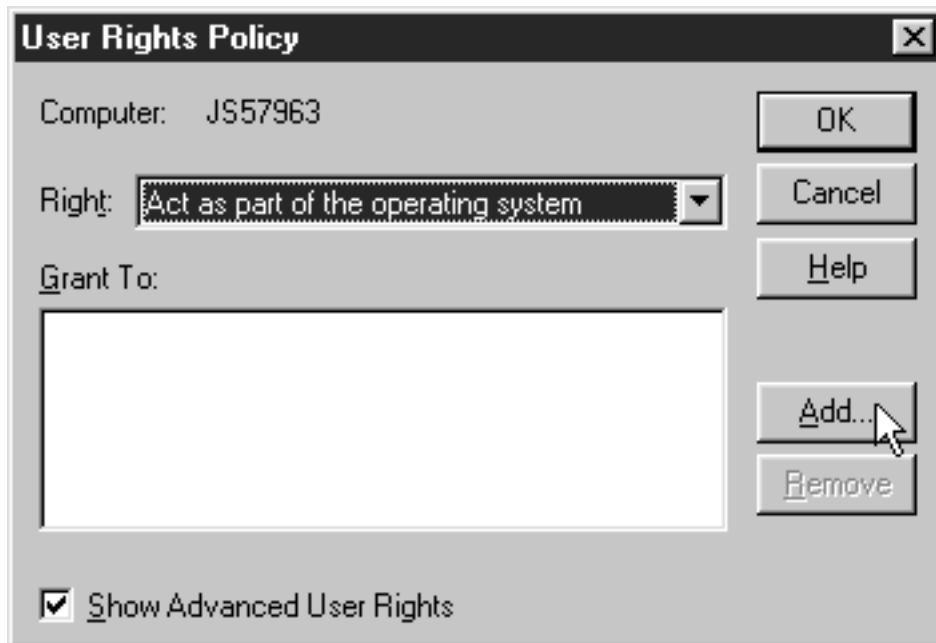 User Rights Policy
Computer: JS57963
OK
Right: Act as part of the operating system
Cancel
Help
Grant To:
Add...
Remove
Show Advanced User Rights